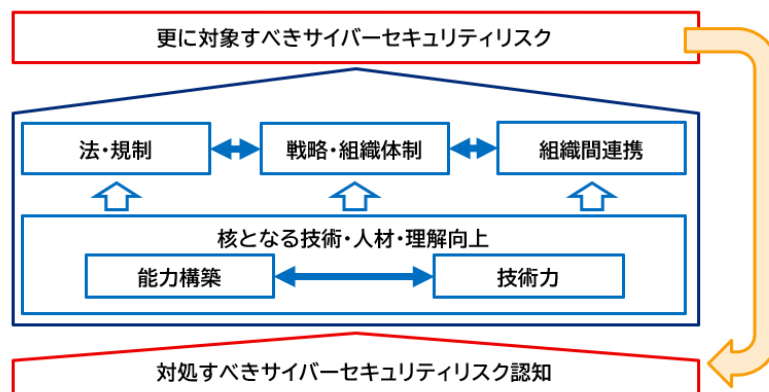 更に対象すべきサイバーセキュリティリスク
法・規制
戦略・組織体制
組織間連携
核となる技術・人材・理解向上
能力構築
技術力
対処すべきサイバーセキュリティリスク認知